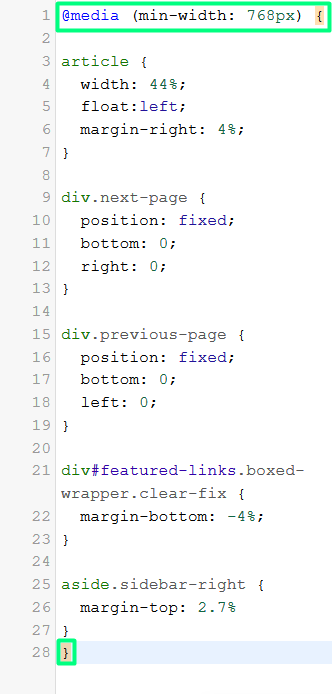 1 @media (min-width: 768px) {
2
3 article {
4   width: 44%;
5   float:left;
6   margin-right: 4%;
7 }
8
9 div.next-page {
10   position: fixed;
11   bottom: 0;
12   right: 0;
13 }
14
15 div.previous-page {
16   position: fixed;
17   bottom: 0;
18   left: 0;
19 }
20
21 div#featured-links.boxed-
wrapper.clear-fix {
22   margin-bottom: -4%;
23 }
24
25 aside.sidebar-right {
26   margin-top: 2.7%
27 }
28 }